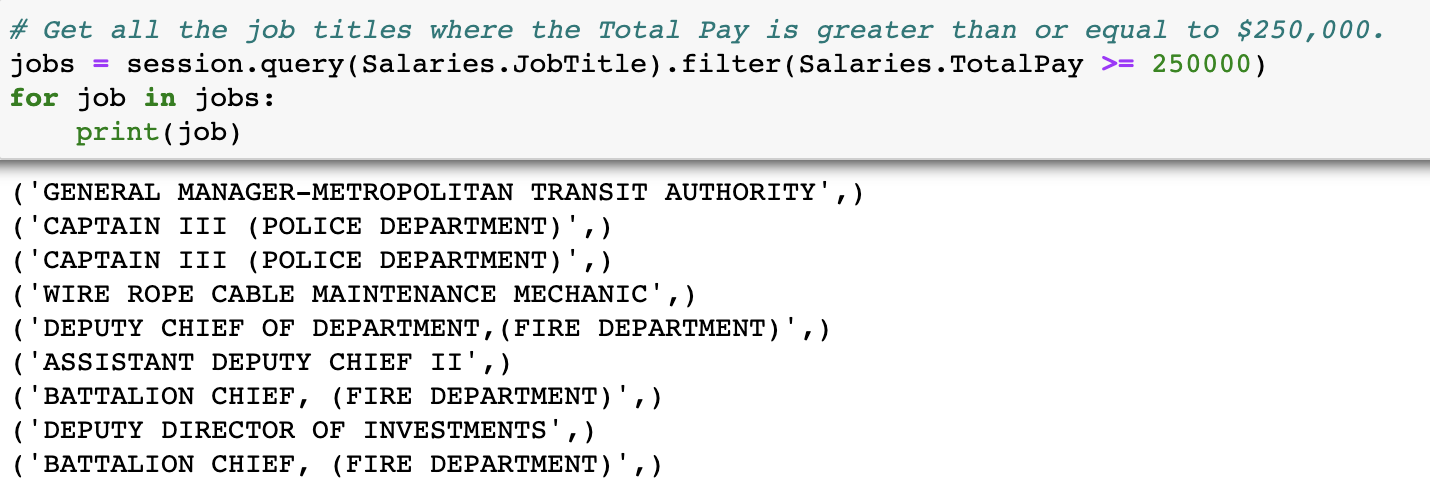 # Get all the job titles where the Total Pay is greater than or equal to $250,000.
jobs = session.query(Salaries.JobTitle).filter(Salaries.TotalPay >= 250000)
for job in jobs:
    print(job)
('GENERAL MANAGER-METROPOLITAN TRANSIT AUTHORITY',)
('CAPTAIN III (POLICE DEPARTMENT)',)
('CAPTAIN III (POLICE DEPARTMENT)',)
('WIRE ROPE CABLE MAINTENANCE MECHANIC',)
('DEPUTY CHIEF OF DEPARTMENT,(FIRE DEPARTMENT)',)
('ASSISTANT DEPUTY CHIEF II',)
('BATTALION CHIEF, (FIRE DEPARTMENT)',)
('DEPUTY DIRECTOR OF INVESTMENTS',)
('BATTALION CHIEF, (FIRE DEPARTMENT)',)